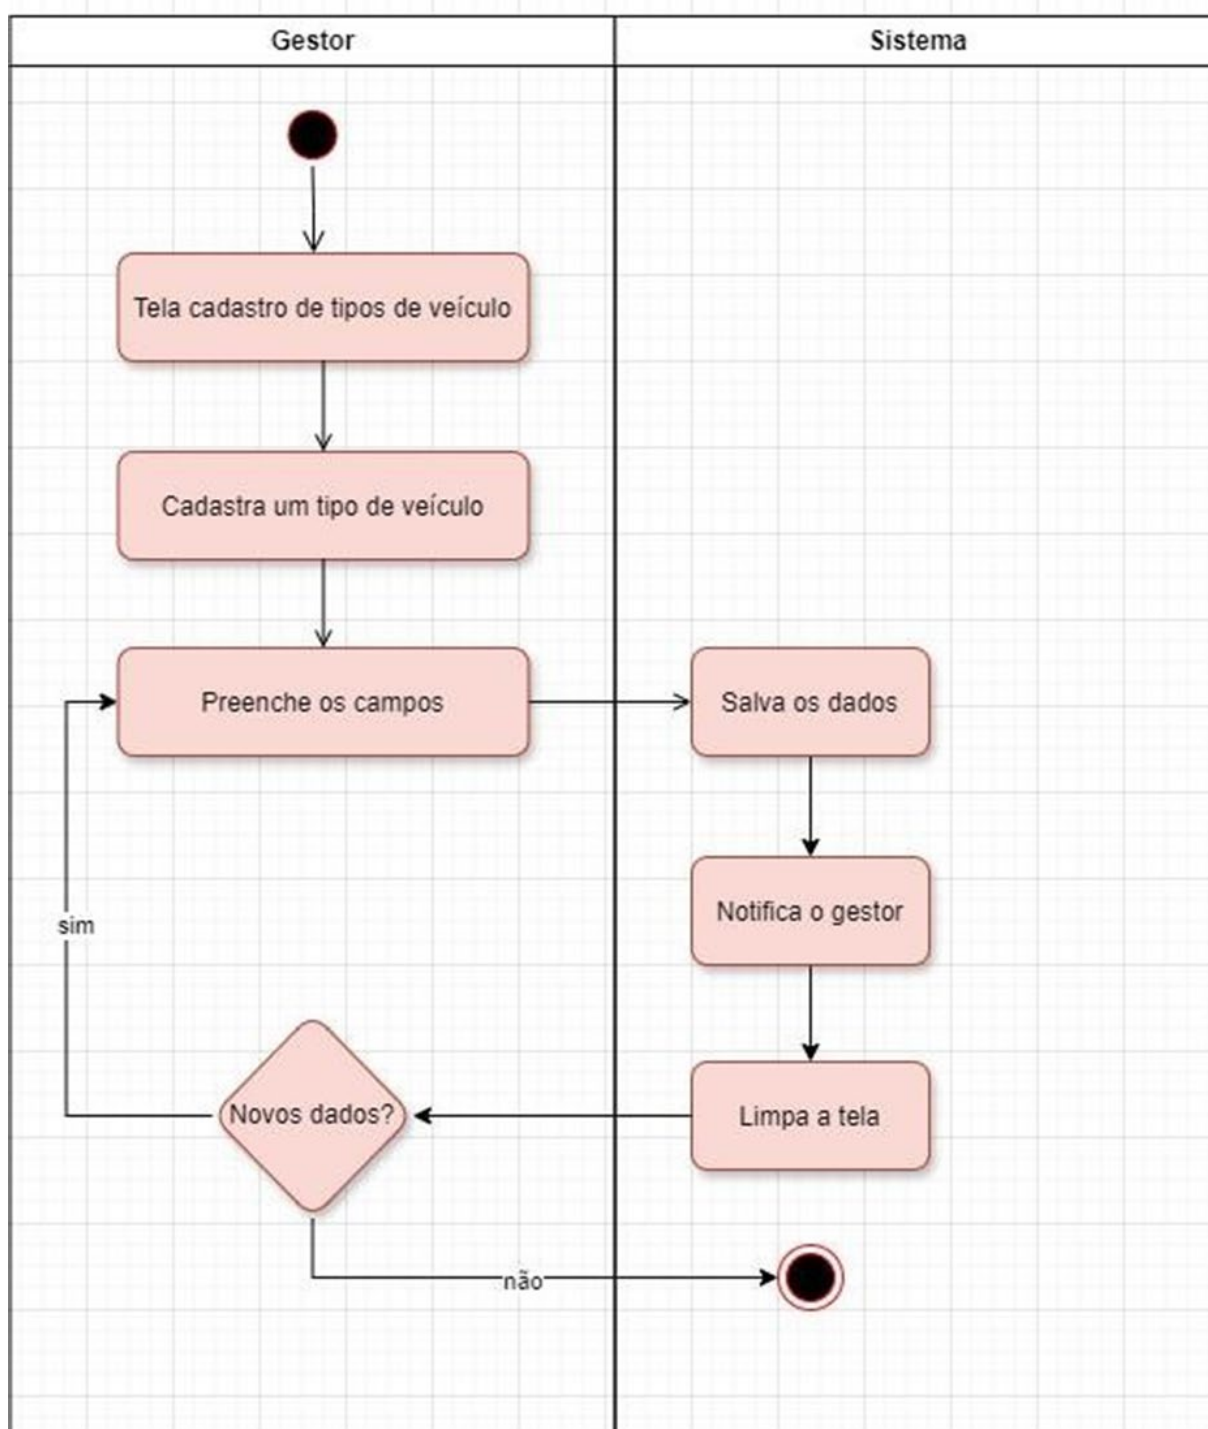 Gestor
Sistema
Tela cadastro de tipos de veículo
Cadastra um tipo de veículo
Preenche os campos
Salva os dados
Notifica o gestor
sim
Novos dados?
Limpa a tela
não